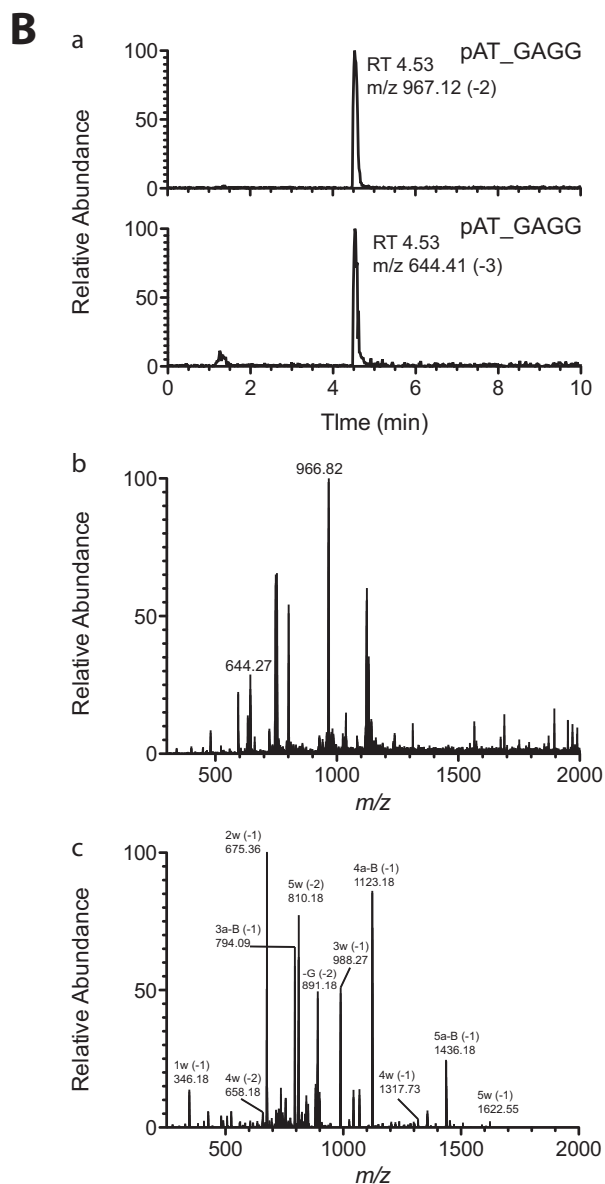 B
a
pAT_GAGG
RT 4.53
m/z 967.12 (-2)
100
50
0
pAT_GAGG
RT 4.53
m/z 644.41 (-3)
100
50
0
0 2 4 6 8 10
TIme (min)
Relative Abundance
b
966.82
644.27
100
50
0
500 1000 1500 2000
m/z
Relative Abundance
c
2w (-1)
675.36
4a-B (-1)
1123.18
5w (-2)
810.18
3a-B (-1)
794.09
3w (-1)
988.27
-G (-2)
891.18
5a-B (-1)
1436.18
1w (-1)
346.18
4w (-2)
658.18
4w (-1)
1317.73
5w (-1)
1622.55
100
50
0
500 1000 1500 2000
m/z
Relative Abundance